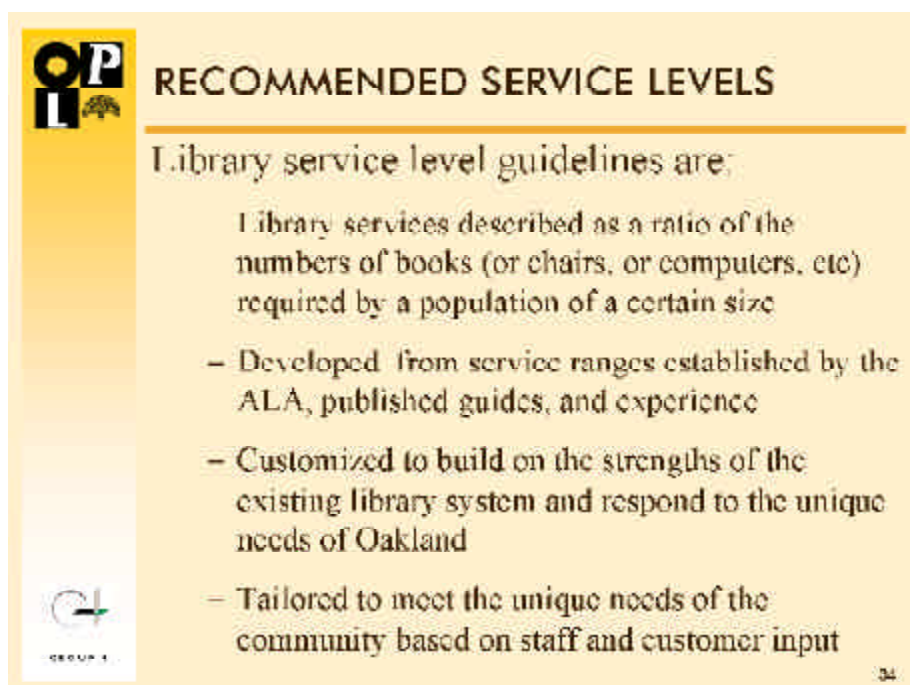 OPL
RECOMMENDED SERVICE LEVELS
Library service level guidelines are:
Library services described as a ratio of the
numbers of books (or chairs, or computers, etc)
required by a population of a certain size
– Developed from service ranges established by the
ALA, published guides, and experience
– Customized to build on the strengths of the
existing library system and respond to the unique
needs of Oakland
– Tailored to meet the unique needs of the
community based on staff and customer input
GROUP 4
34